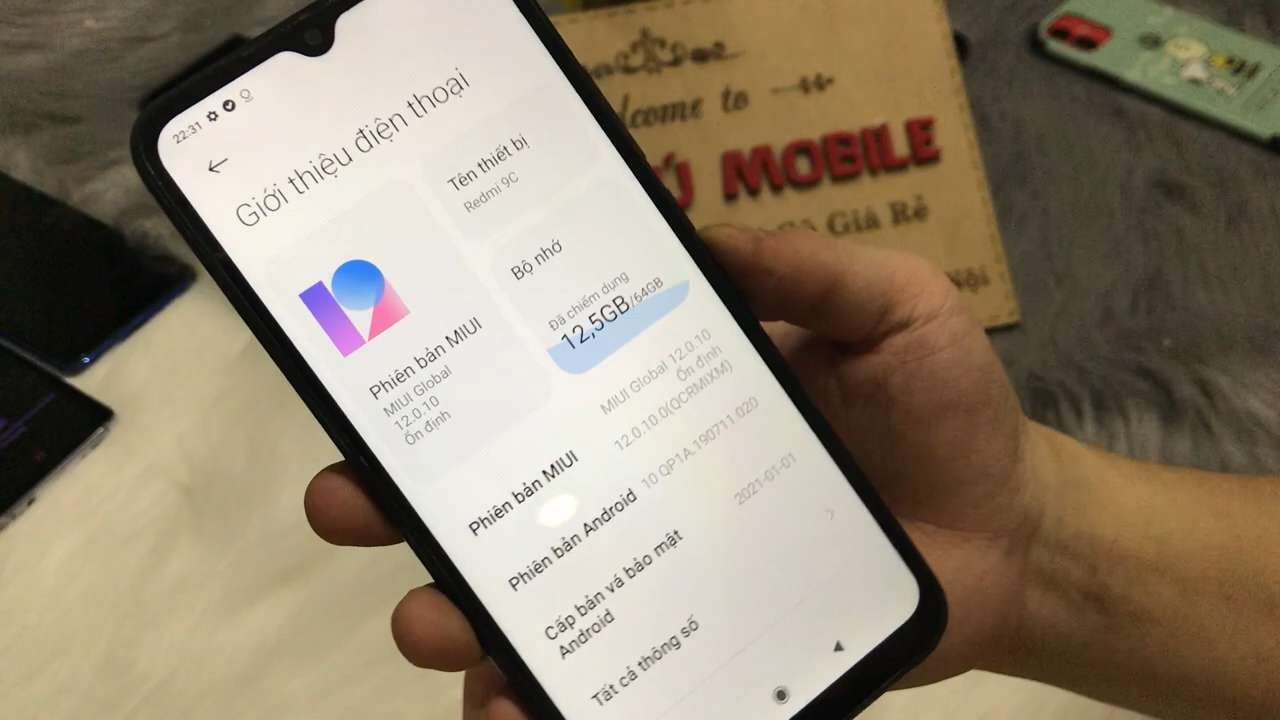 22:31
Giới thiệu điện thoại
Tên thiết bị
Redmi 9C
Phiên bản MIUI
MIUI Global
12.0.10
Ổn định
Bộ nhớ
Đã chiếm dụng
12,5GB/64GB
Phiên bản MIUI
MIUI Global 12.0.10
Ổn định
12.0.10.0(QCRMIXM)
Phiên bản Android
10 QP1A.190711.020
Cấp bản vá bảo mật
Android
2021-01-01
Tất cả thông số
to
MOBILE
Giá Rẻ